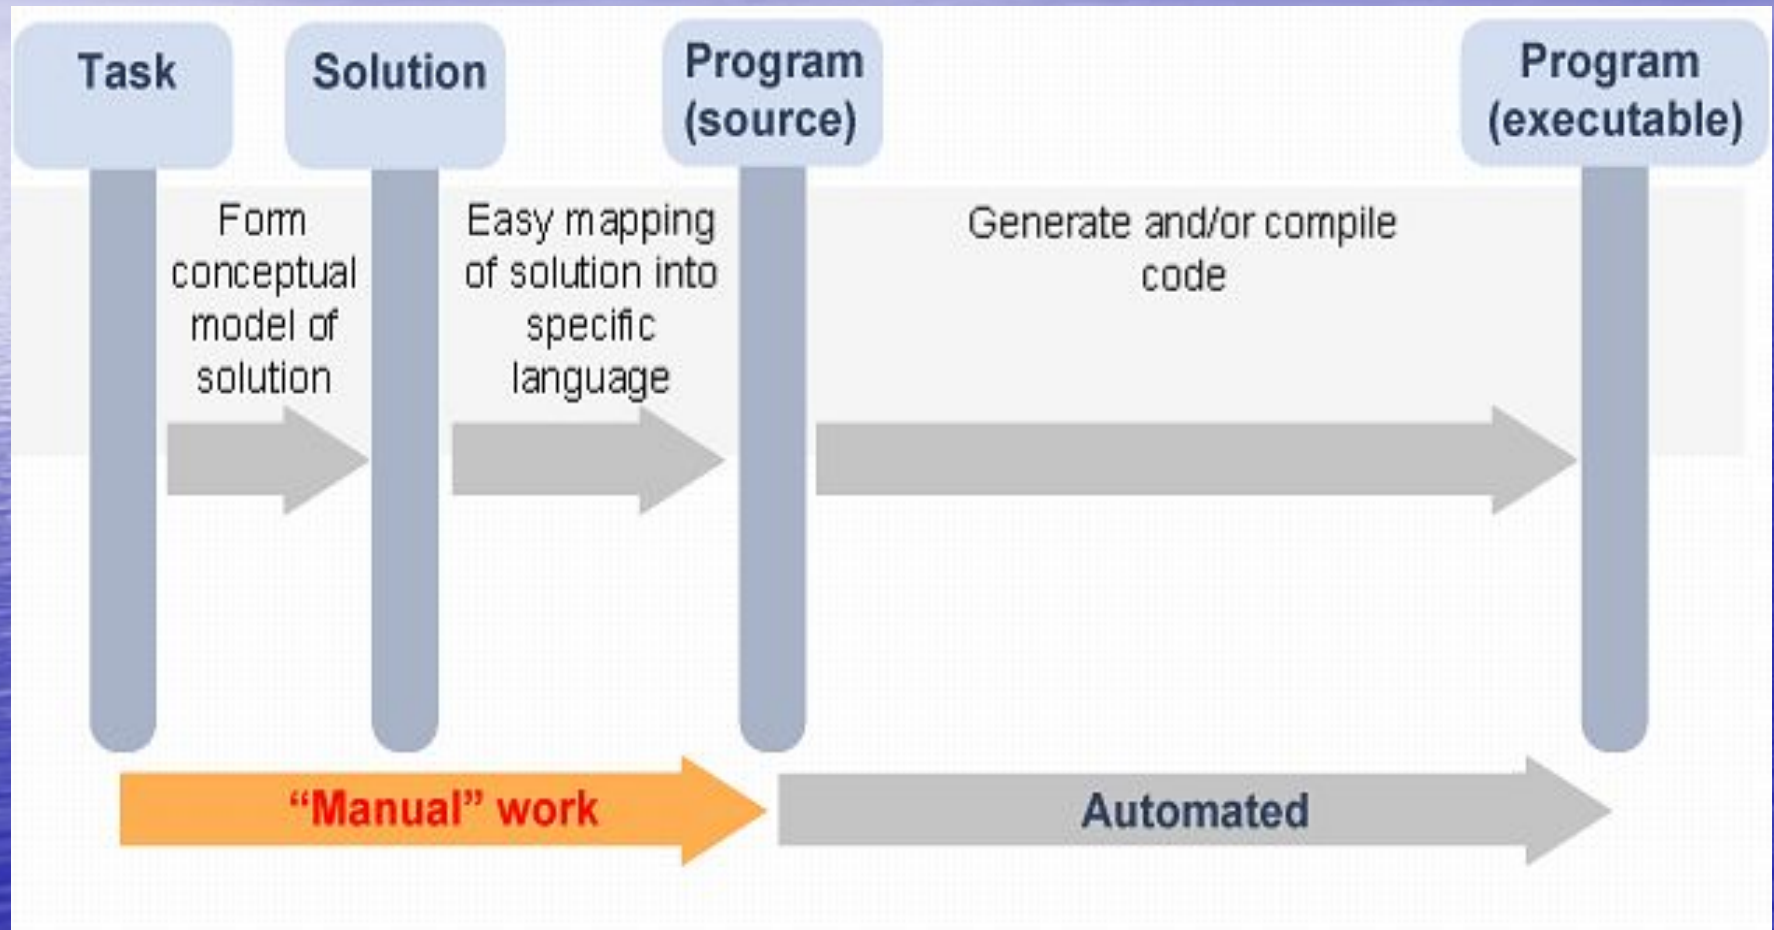 Task
Solution
Program
(source)
Program
(executable)
Form
conceptual
model of
solution
Easy mapping
of solution into
specific
language
Generate and/or compile
code
“Manual” work
Automated